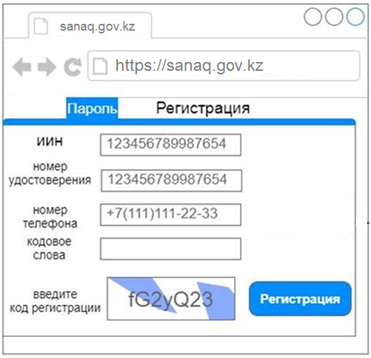 sanaq.gov.kz
https://sanaq.gov.kz
Пароль Регистрация
ИИН 123456789987654
номер
удостоверения 123456789987654
номер
телефона +7(111)111-22-33
кодовое
слова
введите
код регистрации fG2yQ23 Регистрация